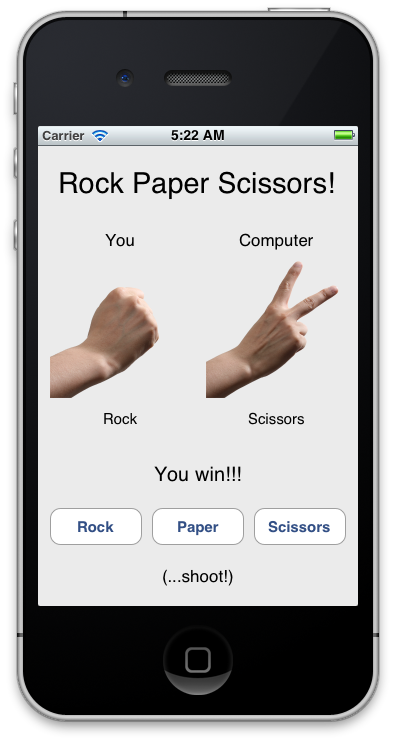 Carrier 5:22 AM
Rock Paper Scissors!
You Computer
Rock Scissors
You win!!!
Rock Paper Scissors
(...shoot!)